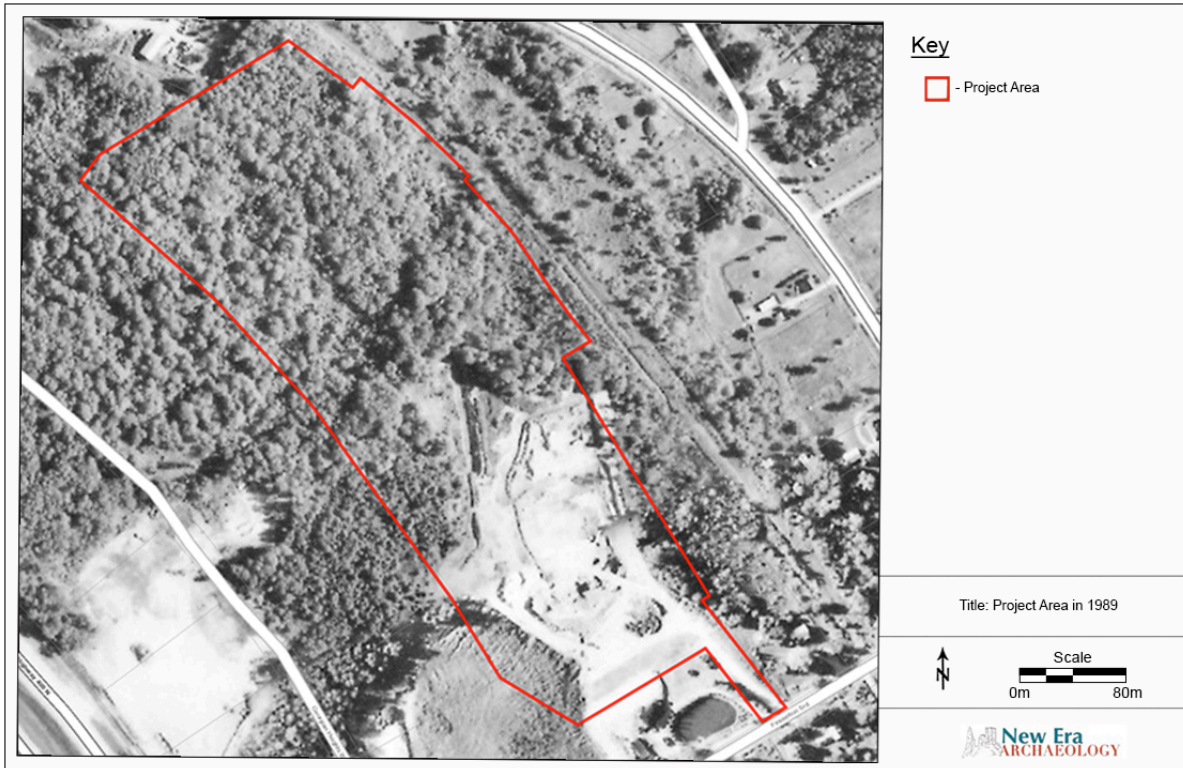 Key
- Project Area
Title: Project Area in 1989
N
Scale
0m 80m
New Era
ARCHAEOLOGY